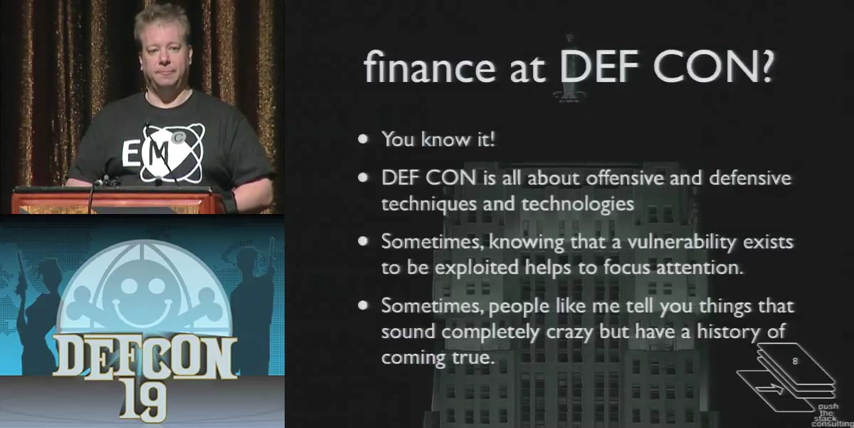 finance at DEF CON?
• You know it!
• DEF CON is all about offensive and defensive
techniques and technologies
• Sometimes, knowing that a vulnerability exists
to be exploited helps to focus attention.
• Sometimes, people like me tell you things that
sound completely crazy but have a history of
coming true.
8
push
the
stack
consulting
EMC
DEFCON
19